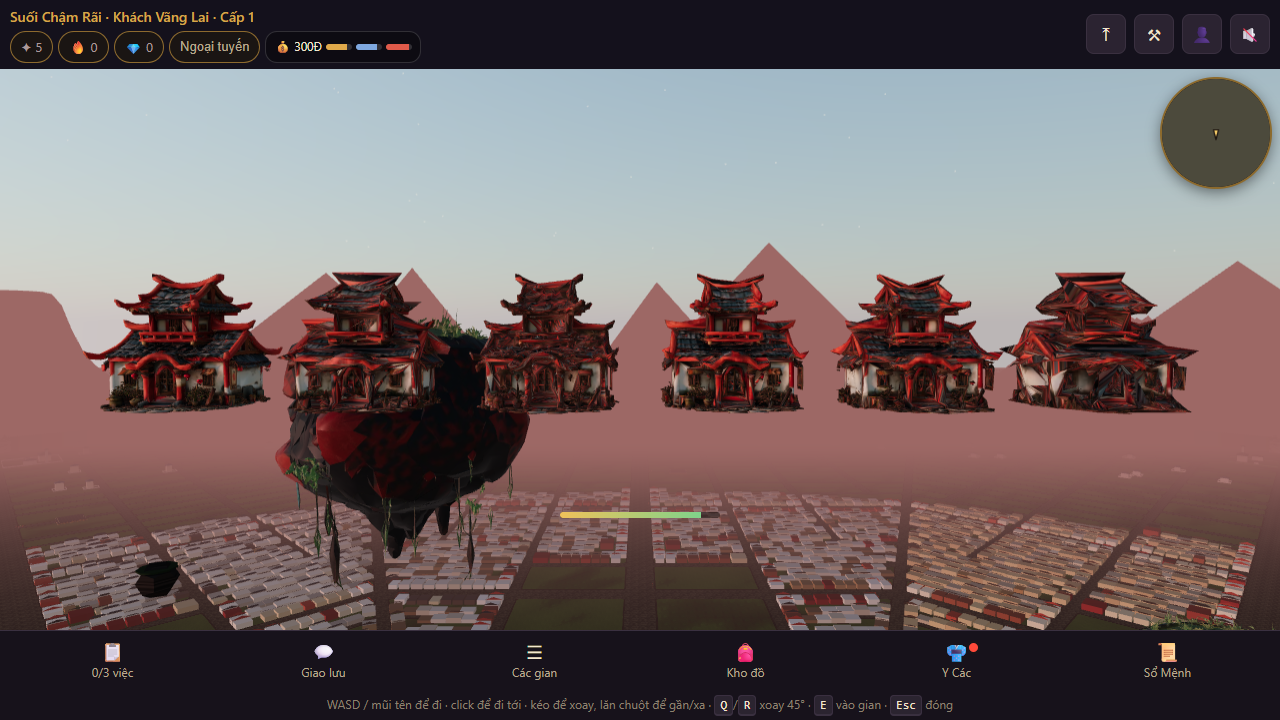 Suối Chậm Rãi · Khách Vãng Lai · Cấp 1
5 0 0 Ngoại tuyến 300Đ
0/3 việc Giao lưu Các gian Kho đồ Y Các Sổ Mệnh
WASD / mũi tên để đi · click để đi tới · kéo để xoay, lăn chuột để gần/xa · Q / R xoay 45° · E vào gian · Esc đóng